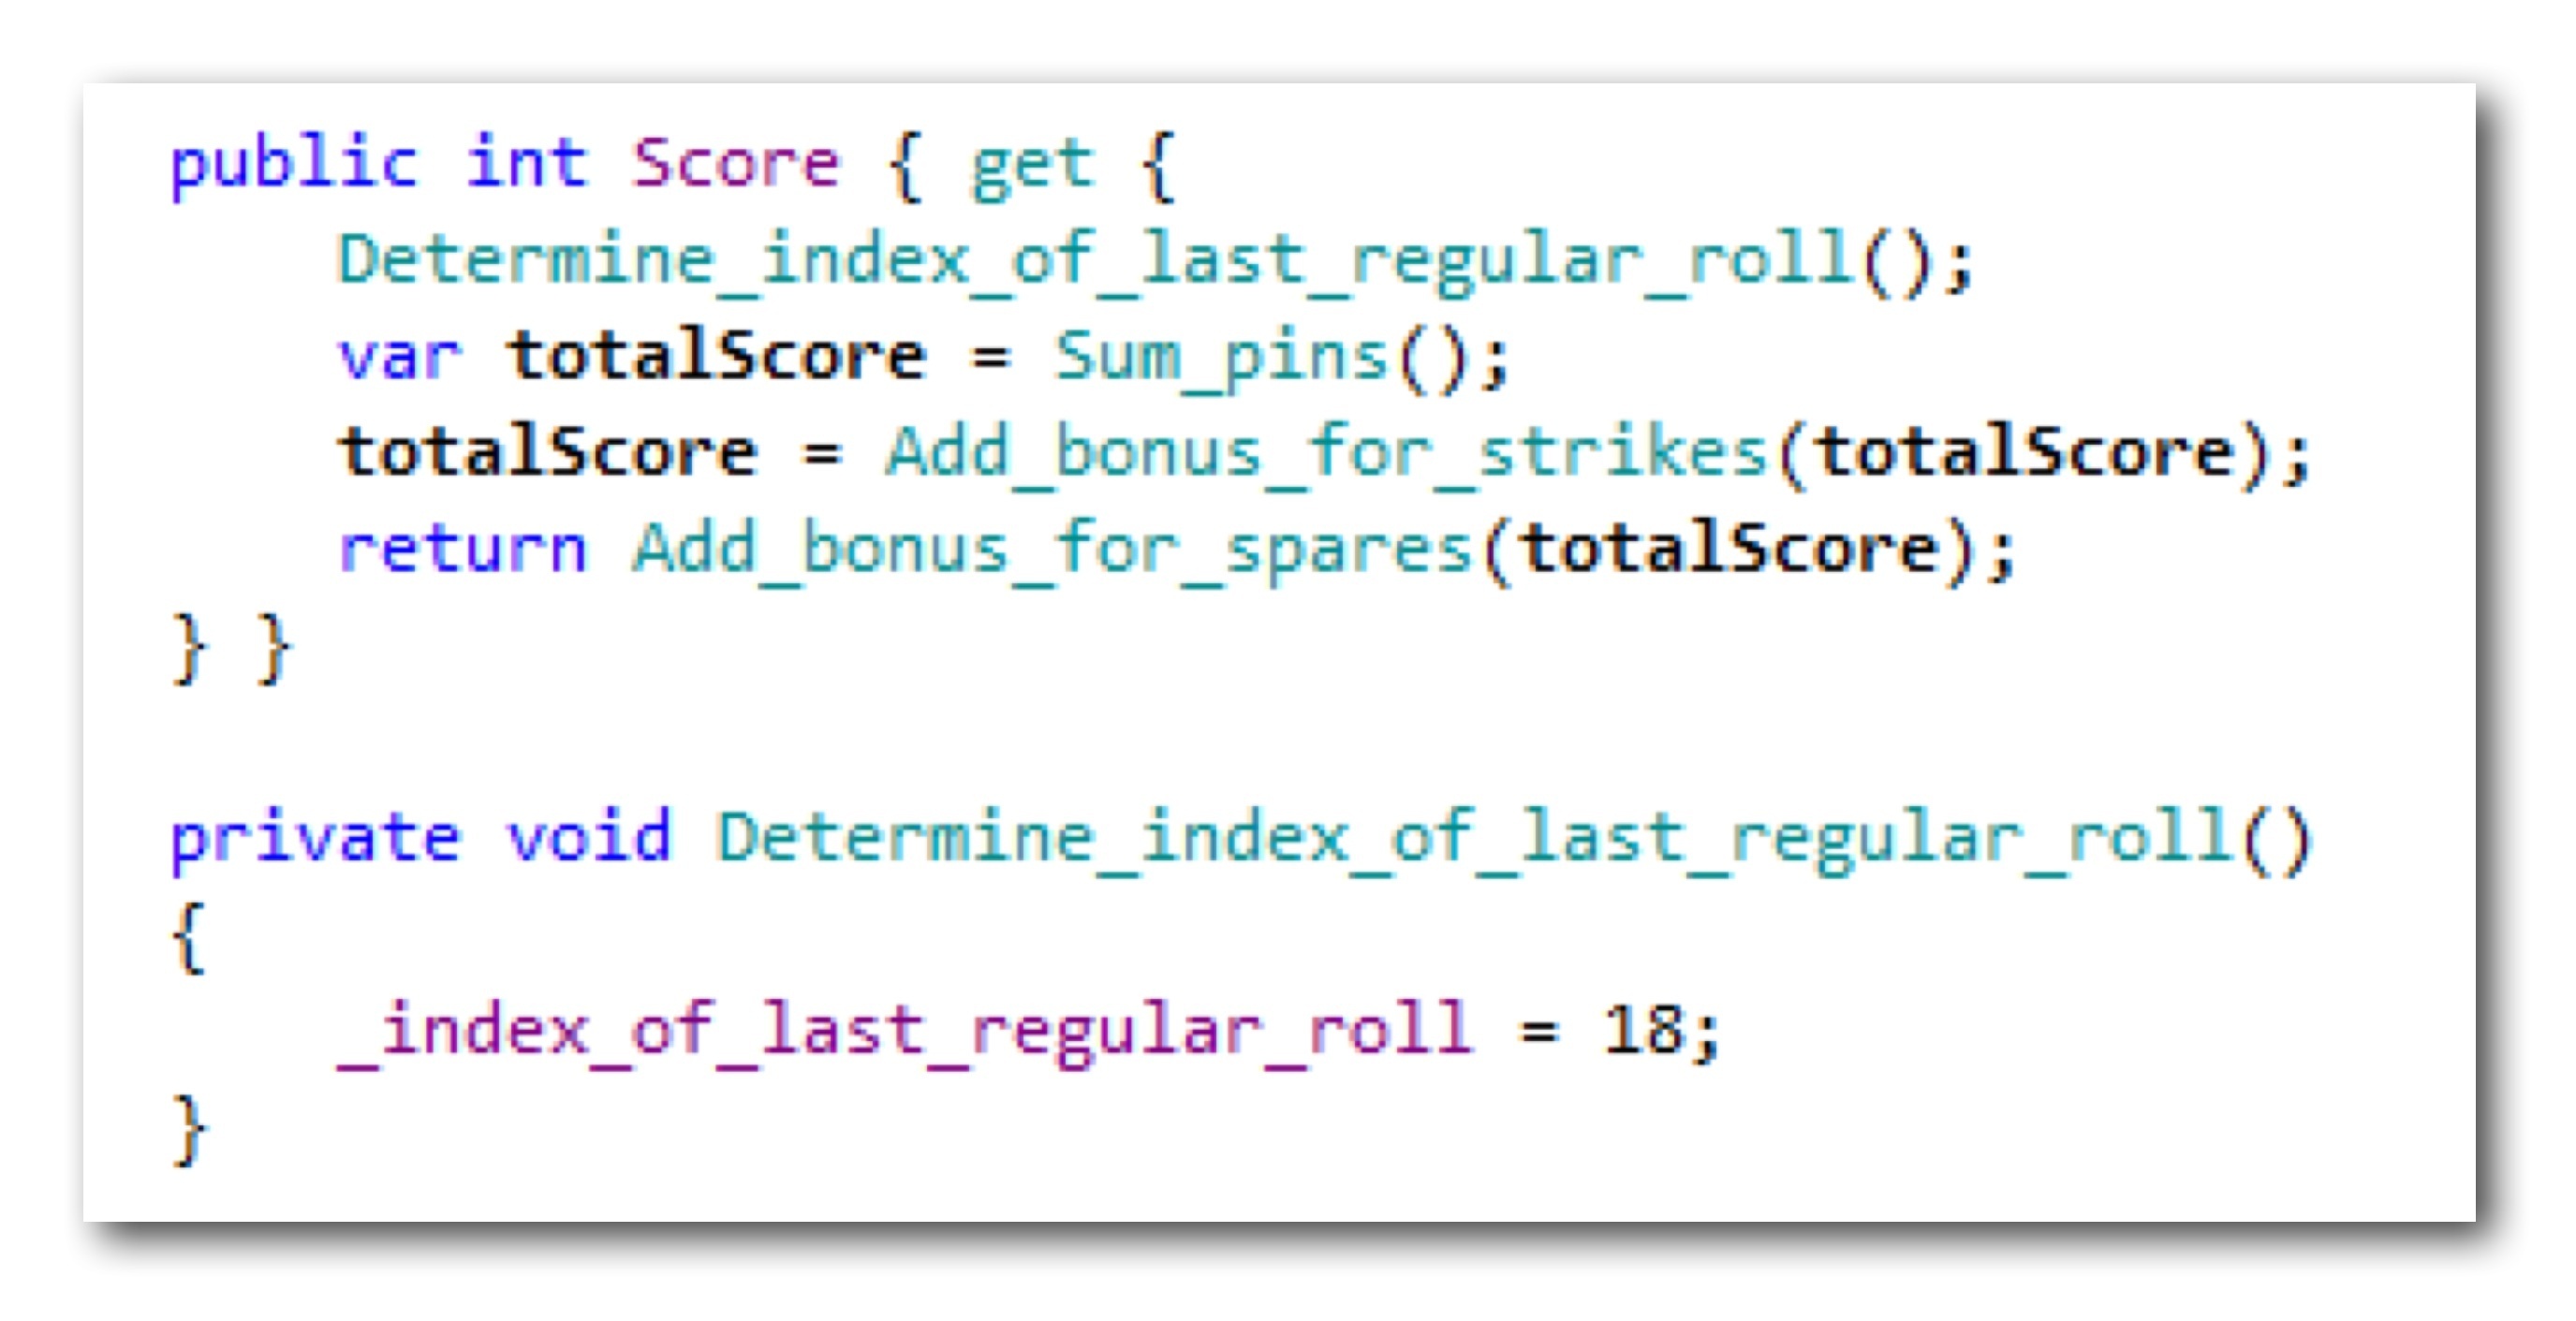 public int Score { get {
    Determine_index_of_last_regular_roll();
    var totalScore = Sum_pins();
    totalScore = Add_bonus_for_strikes(totalScore);
    return Add_bonus_for_spares(totalScore);
} }
private void Determine_index_of_last_regular_roll()
{
    _index_of_last_regular_roll = 18;
}